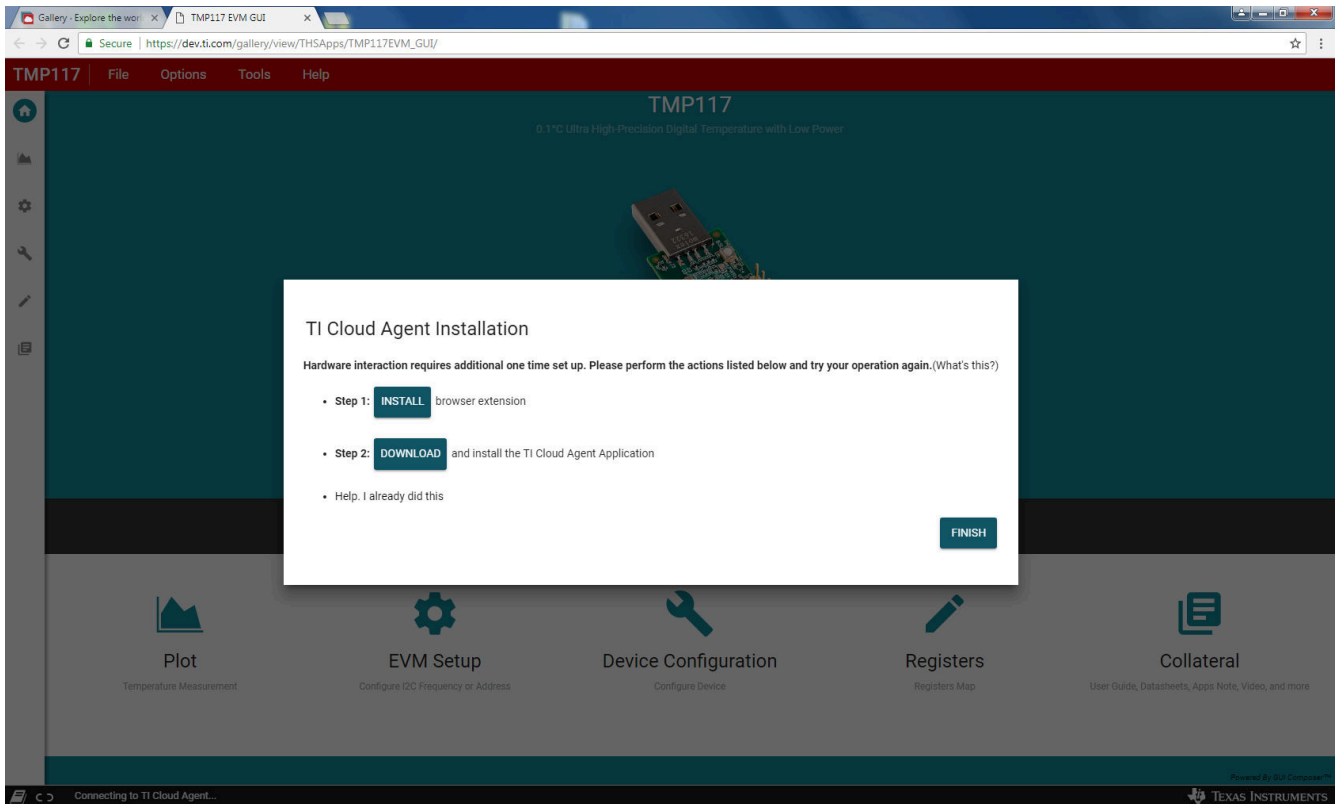 Gallery - Explore the wor
TMP117 EVM GUI
Secure | https://dev.ti.com/gallery/view/THSApps/TMP117EVM_GUI/
TMP117 File Options Tools Help
TMP117
0.1°C Ultra High-Precision Digital Temperature with Low Power
TI Cloud Agent Installation
Hardware interaction requires additional one time set up. Please perform the actions listed below and try your operation again.(What's this?)
• Step 1: INSTALL browser extension
• Step 2: DOWNLOAD and install the TI Cloud Agent Application
• Help. I already did this
FINISH
Plot
Temperature Measurement
EVM Setup
Configure I2C Frequency or Address
Device Configuration
Configure Device
Registers
Registers Map
Collateral
User Guide, Datasheets, Apps Note, Video, and more
Powered By GUI Composer™
Connecting to TI Cloud Agent...
TEXAS INSTRUMENTS